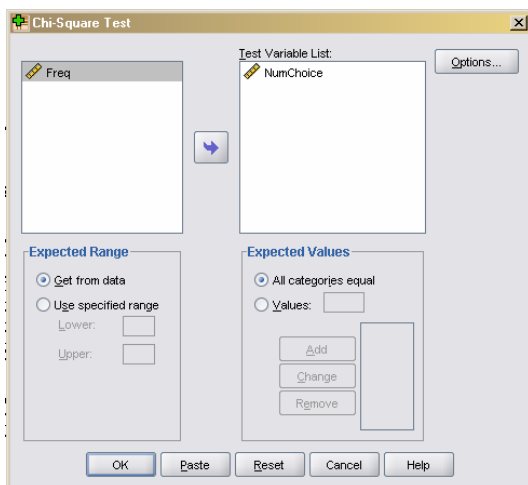 Chi-Square Test
Test Variable List:
Freq
NumChoice
Options...
Expected Range
Get from data
Use specified range
Lower:
Upper:
Expected Values
All categories equal
Values:
Add
Change
Remove
OK
Paste
Reset
Cancel
Help